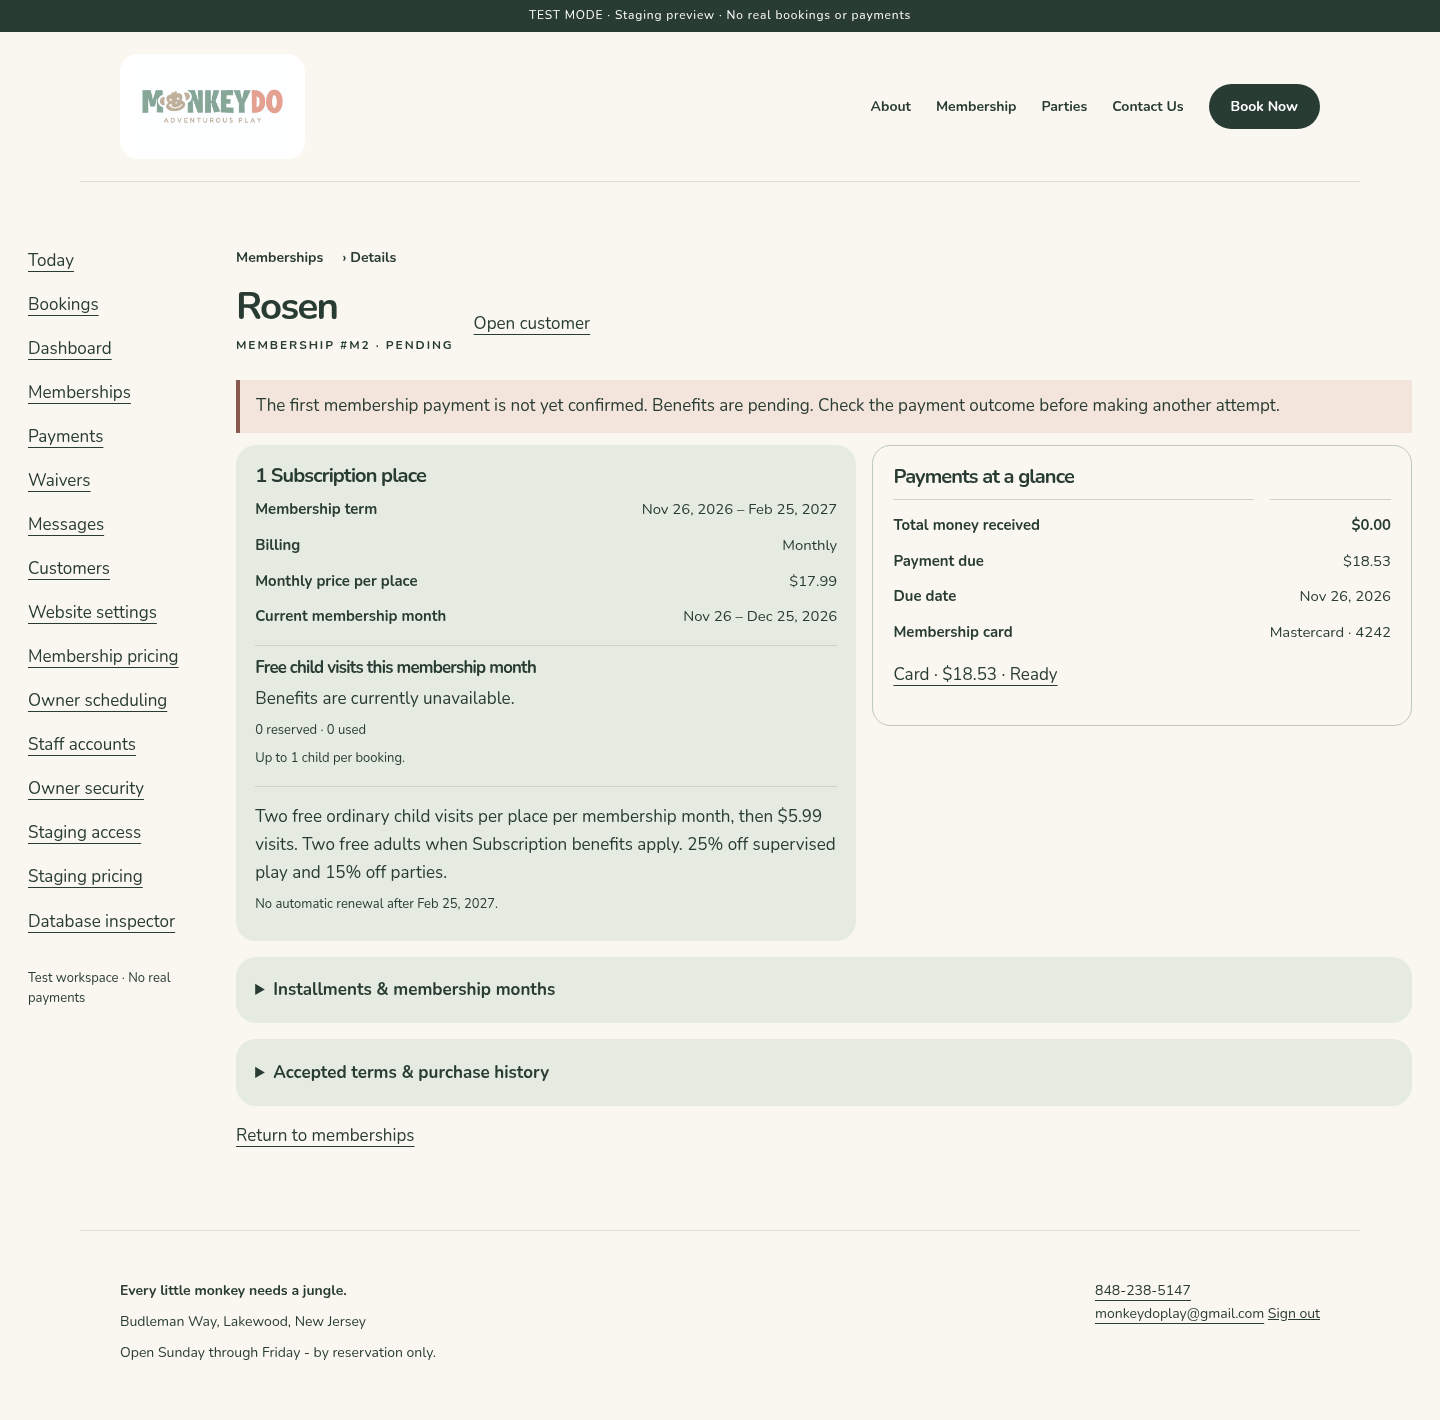 TEST MODE · Staging preview · No real bookings or payments
MONKEYDO
ADVENTUROUS PLAY
About Membership Parties Contact Us Book Now
Today
Bookings
Dashboard
Memberships
Payments
Waivers
Messages
Customers
Website settings
Membership pricing
Owner scheduling
Staff accounts
Owner security
Staging access
Staging pricing
Database inspector
Test workspace · No real
payments
Memberships › Details
Rosen
MEMBERSHIP #M2 · PENDING
Open customer
The first membership payment is not yet confirmed. Benefits are pending. Check the payment outcome before making another attempt.
1 Subscription place
Membership term Nov 26, 2026 – Feb 25, 2027
Billing Monthly
Monthly price per place $17.99
Current membership month Nov 26 – Dec 25, 2026
Free child visits this membership month
Benefits are currently unavailable.
0 reserved · 0 used
Up to 1 child per booking.
Two free ordinary child visits per place per membership month, then $5.99
visits. Two free adults when Subscription benefits apply. 25% off supervised
play and 15% off parties.
No automatic renewal after Feb 25, 2027.
Payments at a glance
Total money received $0.00
Payment due $18.53
Due date Nov 26, 2026
Membership card Mastercard · 4242
Card · $18.53 · Ready
Installments & membership months
Accepted terms & purchase history
Return to memberships
Every little monkey needs a jungle.
Budleman Way, Lakewood, New Jersey
Open Sunday through Friday - by reservation only.
848-238-5147
monkeydoplay@gmail.com Sign out